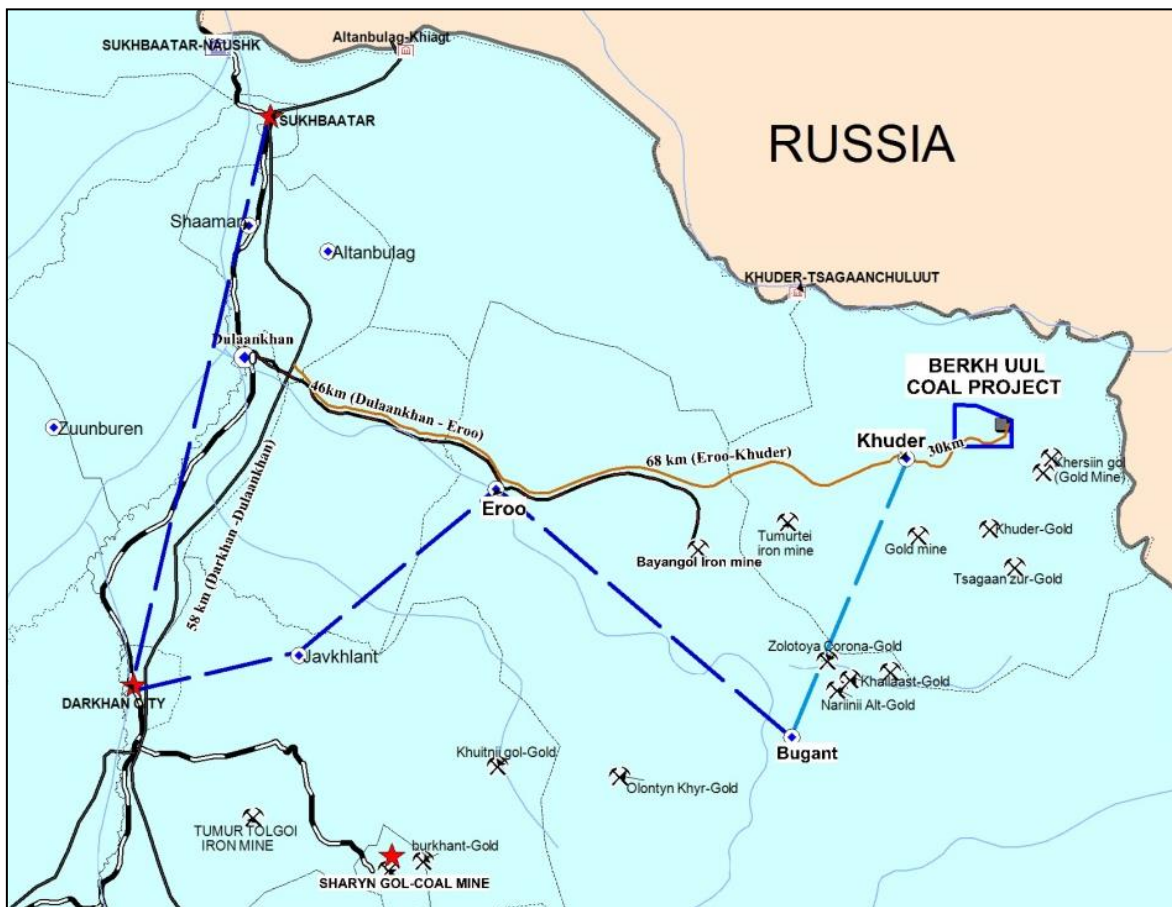 SUKHBAATAR-NAUSHK
Altanbulag-Khiagt
SUKHBAATAR
RUSSIA
Shaamar
Altanbulag
KHUDER-TSAGAANCHULUUT
Dulaankhan
BERKH UUL
COAL PROJECT
46km (Dulaankhan - Eroo)
Zuunburen
Khuder
30km
68 km (Eroo-Khuder)
Khersiin gol
(Gold Mine)
58 km (Darkhan -Dulaankhan)
Eroo
Tumurtei
iron mine
Gold mine
Khuder-Gold
Bayangol Iron mine
Tsagaan zur-Gold
Javkhlant
Zolotoya Corona-Gold
Khailaast-Gold
Nariinii Alt-Gold
DARKHAN CITY
Bugant
Khuitnii gol-Gold
Olontyn Khyr-Gold
TUMUR TOLGOI
IRON MINE
burkhant-Gold
SHARYN GOL-COAL MINE